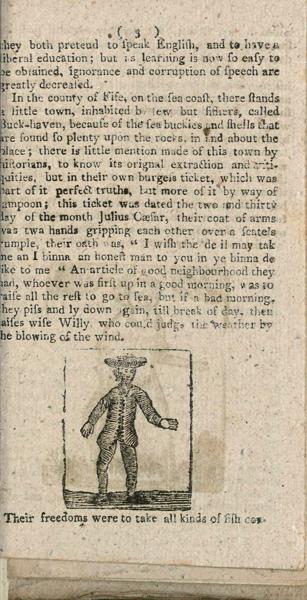 ( 3 )
they both pretend to ſpeak Engliſh, and to have a
liberal education; but as learning is now ſo eaſy to
be obtained, ignorance and corruption of ſpeech are
greatly decreaſed.
In the county of Fife, on the ſea coaſt, there ſtands
a little town, inhabited by few but fiſhers, called
Buck-haven, becauſe of the ſea buckies and ſhells that
are found ſo plenty upon the rocks, in and about the
place; there is little mention made of this town by
hiſtorians, to know its orignal extraction and anti-
quities, but in their own burgeſs ticket, which was
part of it perfect truths, but more of it by way of
lampoon; this ticket was dated the two and thirty
day of the month Julius Cæſar, their coat of arms
was twa hands gripping each other over a ſcate's
rumple, their oath was, "I wiſh the de'il may tak
me an I binna an honeſt man to you in ye binna de
like to me " An article of good neighbourhood they
had, whoever was firſt up in a good morning, was to
raiſe all the reſt to go to ſea, but if a bad morning,
they piſs and ly down again, till break of day. then
raiſes wiſe Willy who could judge the weather by
the blowing of the wind.
Their freedoms were to take all kinds of fiſh con-